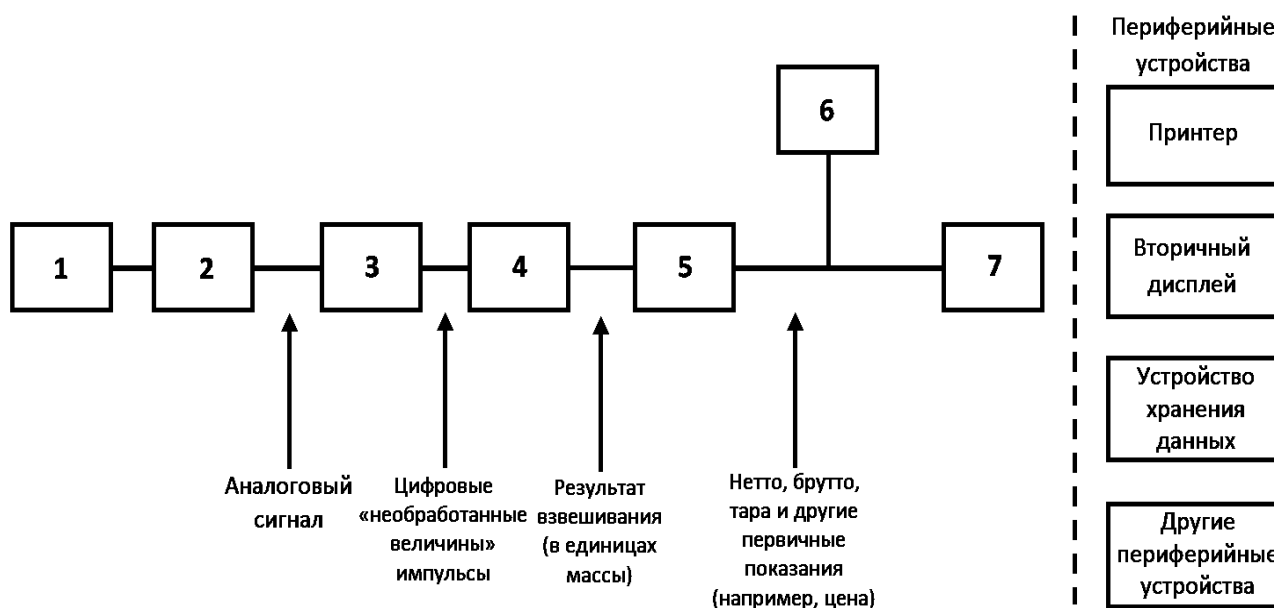 Периферийные
устройства
6
Принтер
1
2
3
4
5
7
Вторичный
дисплей
Аналоговый
сигнал
Цифровые
«необработанные
величины»
импульсы
Результат
взвешивания
(в единицах
массы)
Нетто, брутто,
тара и другие
первичные
показания
(например, цена)
Устройство
хранения
данных
Другие
периферийные
устройства